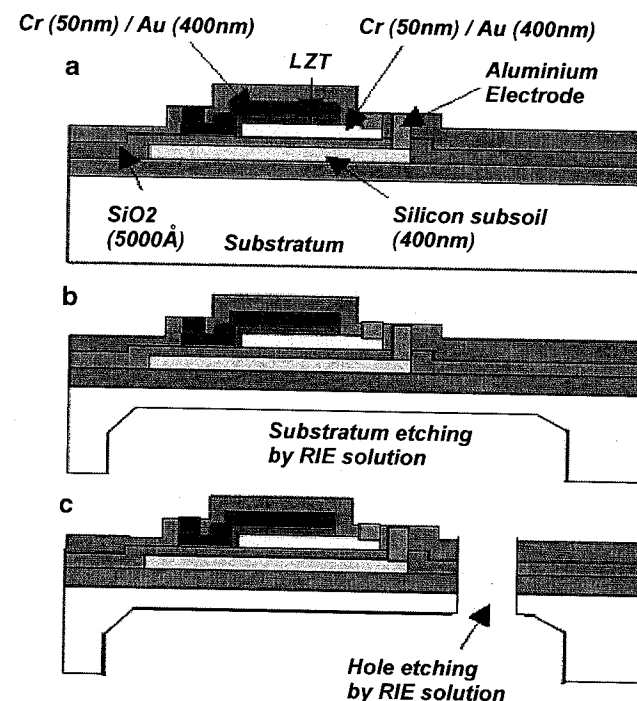 Cr (50nm) / Au (400nm)
Cr (50nm) / Au (400nm)
a
LZT
Aluminium
Electrode
SiO2
(5000Å)
Substratum
Silicon subsoil
(400nm)
b
Substratum etching
by RIE solution
c
Hole etching
by RIE solution